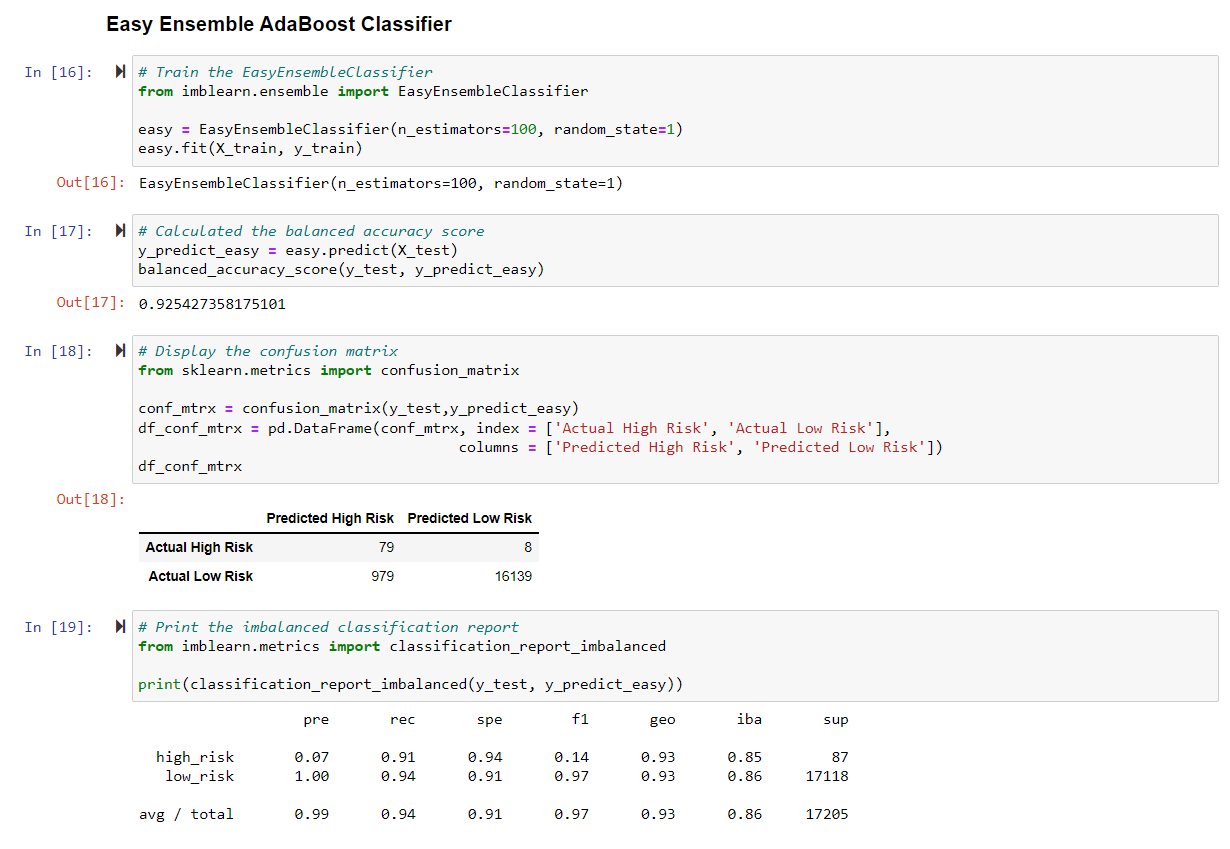 Easy Ensemble AdaBoost Classifier
In [16]:
# Train the EasyEnsembleClassifier
from imblearn.ensemble import EasyEnsembleClassifier
easy = EasyEnsembleClassifier(n_estimators=100, random_state=1)
easy.fit(X_train, y_train)
Out[16]: EasyEnsembleClassifier(n_estimators=100, random_state=1)
In [17]:
# Calculated the balanced accuracy score
y_predict_easy = easy.predict(X_test)
balanced_accuracy_score(y_test, y_predict_easy)
Out[17]: 0.925427358175101
In [18]:
# Display the confusion matrix
from sklearn.metrics import confusion_matrix
conf_mtrx = confusion_matrix(y_test,y_predict_easy)
df_conf_mtrx = pd.DataFrame(conf_mtrx, index = ['Actual High Risk', 'Actual Low Risk'],
columns = ['Predicted High Risk', 'Predicted Low Risk'])
df_conf_mtrx
Out[18]:
Predicted High Risk Predicted Low Risk
Actual High Risk 79 8
Actual Low Risk 979 16139
In [19]:
# Print the imbalanced classification report
from imblearn.metrics import classification_report_imbalanced
print(classification_report_imbalanced(y_test, y_predict_easy))
pre rec spe f1 geo iba sup
high_risk 0.07 0.91 0.94 0.14 0.93 0.85 87
low_risk 1.00 0.94 0.91 0.97 0.93 0.86 17118
avg / total 0.99 0.94 0.91 0.97 0.93 0.86 17205